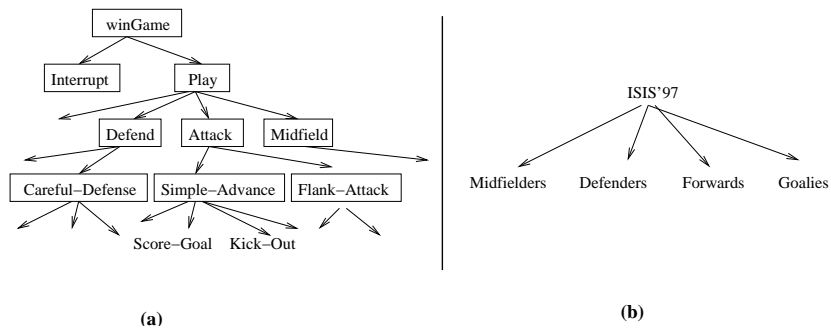 winGame
Interrupt Play
Defend Attack Midfield
Careful−Defense Simple−Advance Flank−Attack
Score−Goal Kick−Out
(a)
ISIS'97
Midfielders Defenders Forwards Goalies
(b)